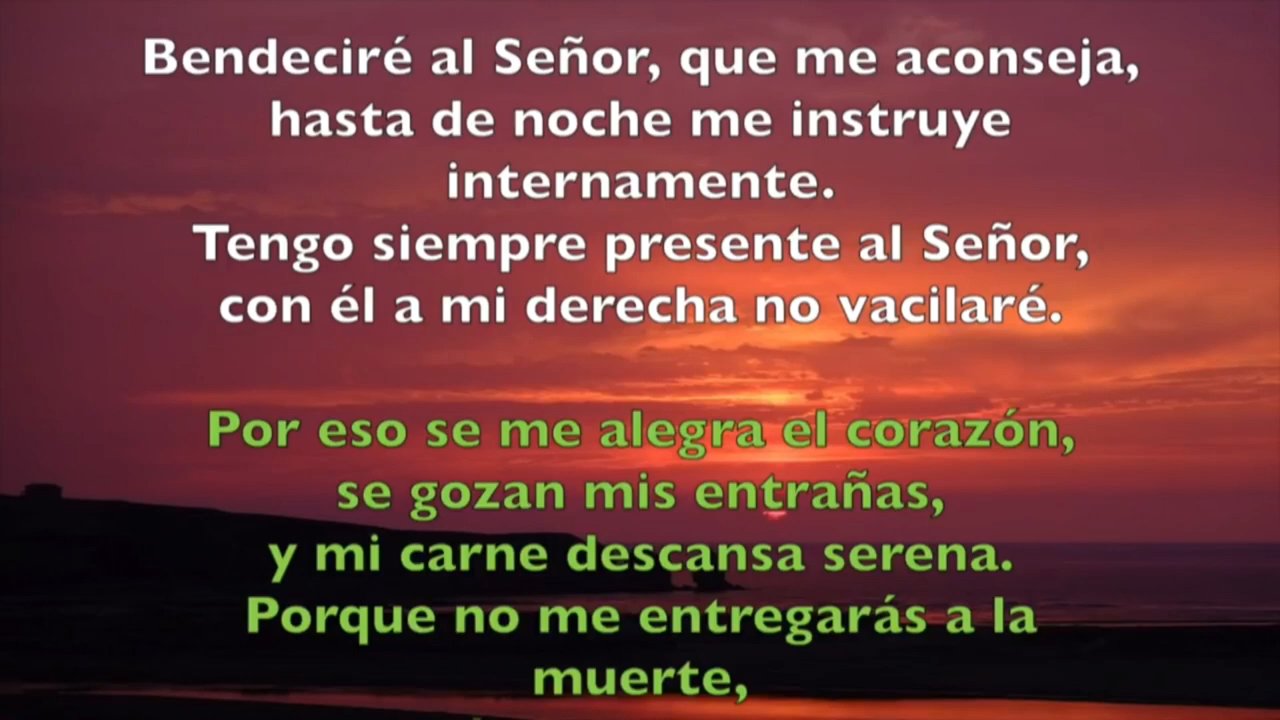 Bendeciré al Señor, que me aconseja,
hasta de noche me instruye
internamente.
Tengo siempre presente al Señor,
con él a mi derecha no vacilaré.
Por eso se me alegra el corazón,
se gozan mis entrañas,
y mi carne descansa serena.
Porque no me entregarás a la
muerte,